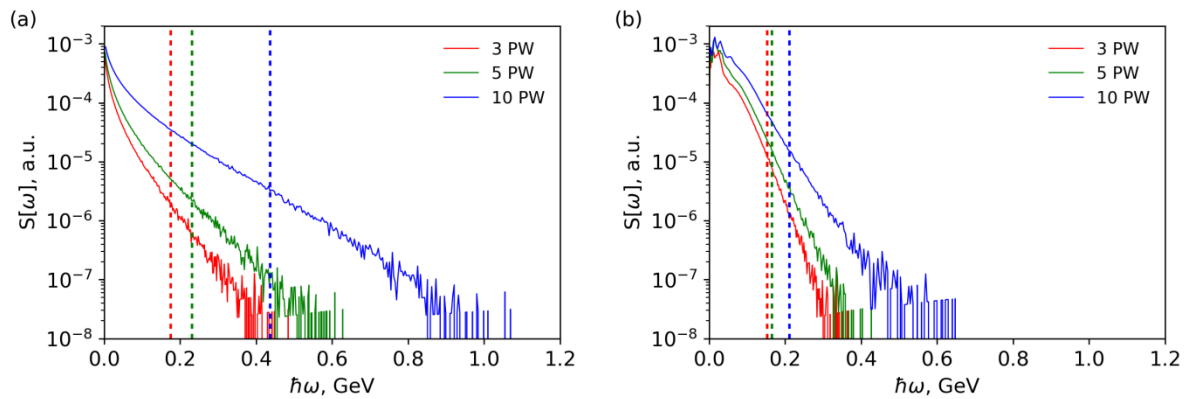 (a)
S[ω], a.u.
10⁻³
10⁻⁴
10⁻⁵
10⁻⁶
10⁻⁷
10⁻⁸
3 PW
5 PW
10 PW
0.0 0.2 0.4 0.6 0.8 1.0 1.2
ℏω, GeV
(b)
S[ω], a.u.
10⁻³
10⁻⁴
10⁻⁵
10⁻⁶
10⁻⁷
10⁻⁸
3 PW
5 PW
10 PW
0.0 0.2 0.4 0.6 0.8 1.0 1.2
ℏω, GeV